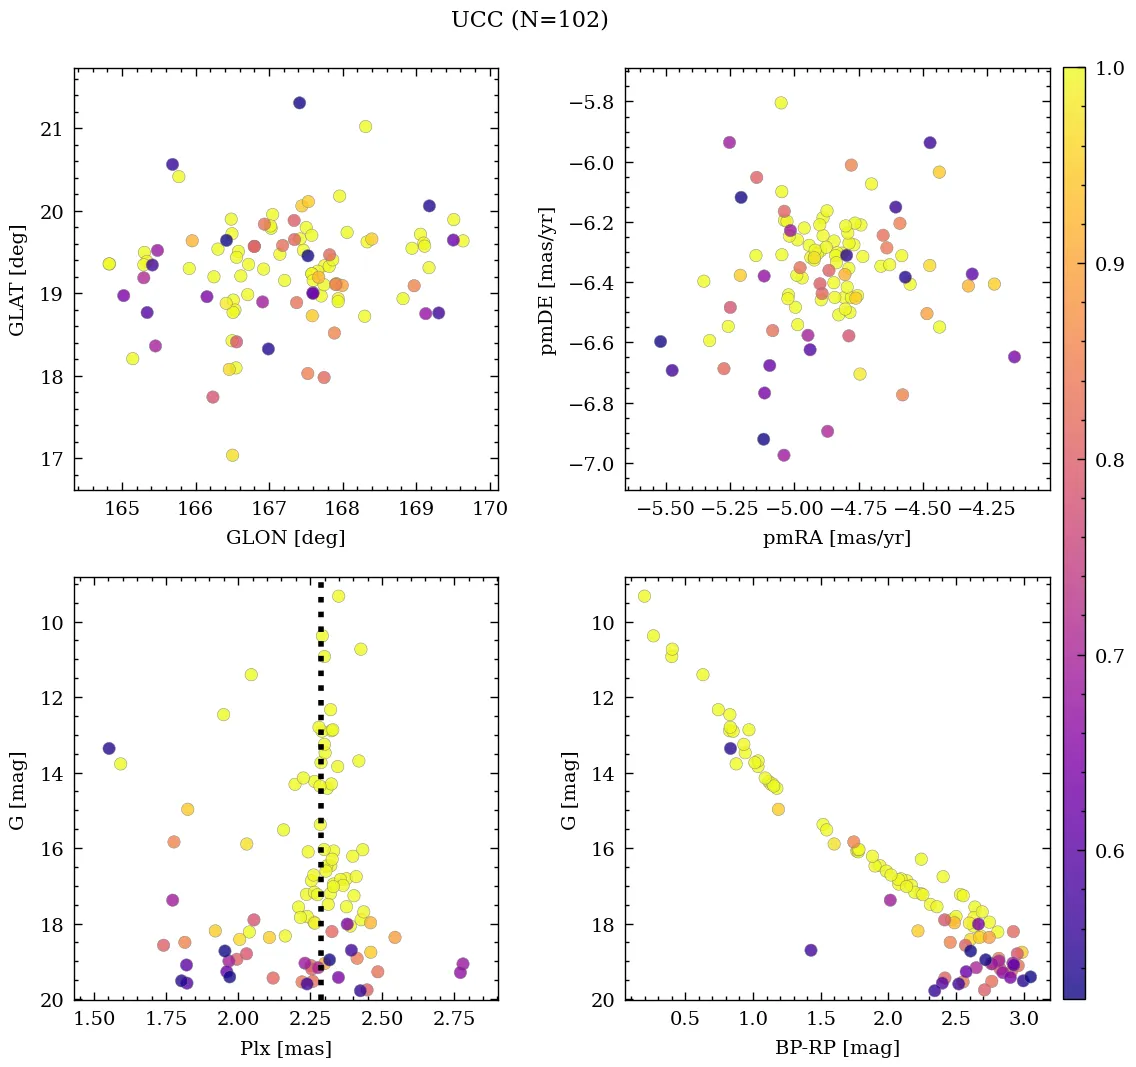 UCC (N=102)
21
20
19
18
17
GLAT [deg]
165 166 167 168 169 170
GLON [deg]
−5.8
−6.0
−6.2
−6.4
−6.6
−6.8
−7.0
pmDE [mas/yr]
−5.50 −5.25 −5.00 −4.75 −4.50 −4.25
pmRA [mas/yr]
1.0
0.9
0.8
0.7
0.6
10
12
14
16
18
20
G [mag]
1.50 1.75 2.00 2.25 2.50 2.75
Plx [mas]
10
12
14
16
18
20
G [mag]
0.5 1.0 1.5 2.0 2.5 3.0
BP-RP [mag]